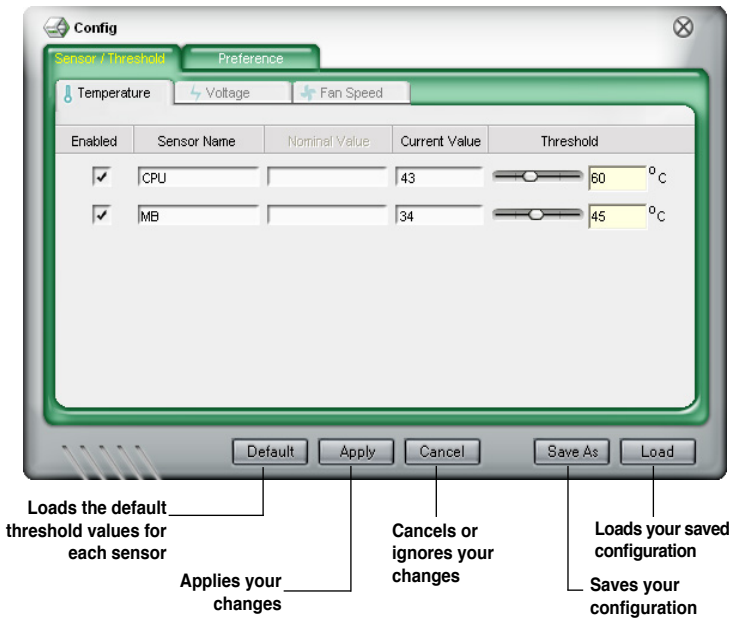 Config
Sensor / Threshold Preference
Temperature Voltage Fan Speed
Enabled Sensor Name Nominal Value Current Value Threshold
CPU 43 60 °C
MB 34 45 °C
Default Apply Cancel Save As Load
Loads the default
threshold values for
each sensor
Applies your
changes
Cancels or
ignores your
changes
Saves your
configuration
Loads your saved
configuration